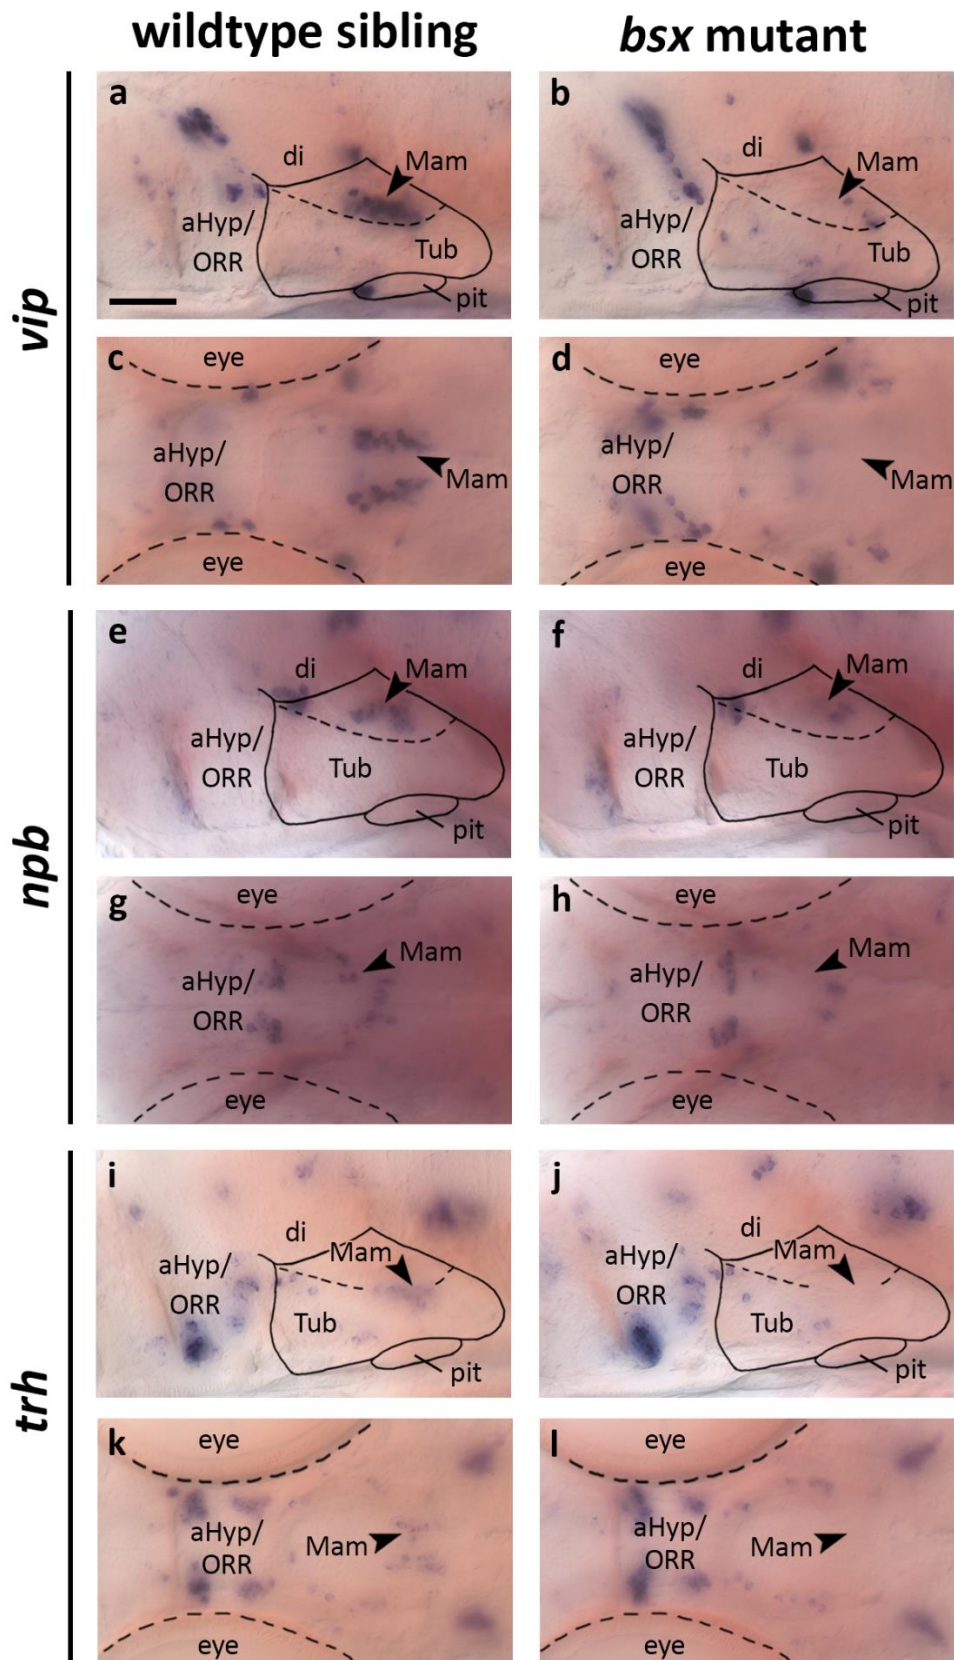 wildtype sibling
bsx mutant
vip
a
di
Mam
aHyp/
ORR
Tub
pit
b
di
Mam
aHyp/
ORR
Tub
pit
c
eye
aHyp/
ORR
Mam
eye
d
eye
aHyp/
ORR
Mam
eye
npb
e
di
Mam
aHyp/
ORR
Tub
pit
f
di
Mam
aHyp/
ORR
Tub
pit
g
eye
Mam
aHyp/
ORR
eye
h
eye
Mam
aHyp/
ORR
eye
trh
i
di
Mam
aHyp/
ORR
Tub
pit
j
di
Mam
aHyp/
ORR
Tub
pit
k
eye
aHyp/
ORR
Mam
eye
l
eye
aHyp/
ORR
Mam
eye